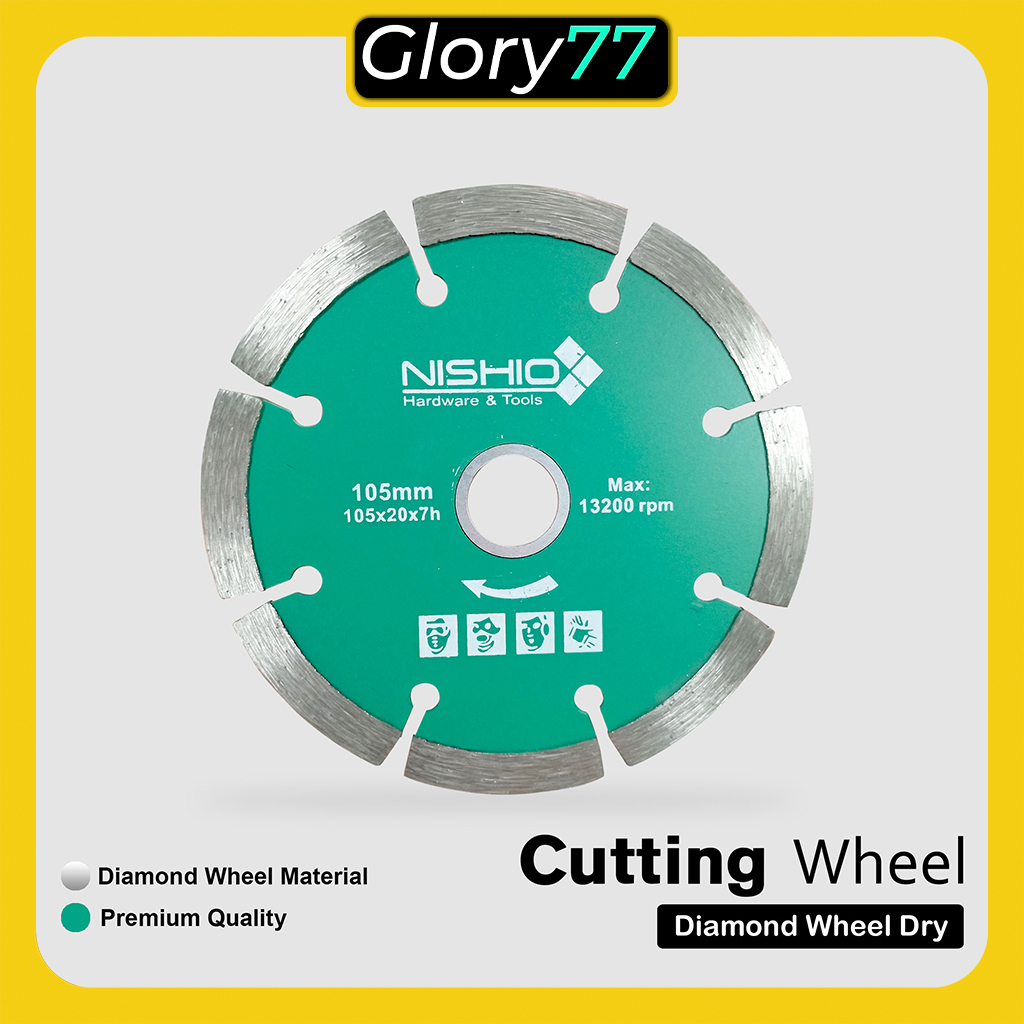 Glory77
NISHIO
Hardware & Tools
105mm
105x20x7h
Max:
13200 rpm
Diamond Wheel Material
Premium Quality
Cutting Wheel
Diamond Wheel Dry